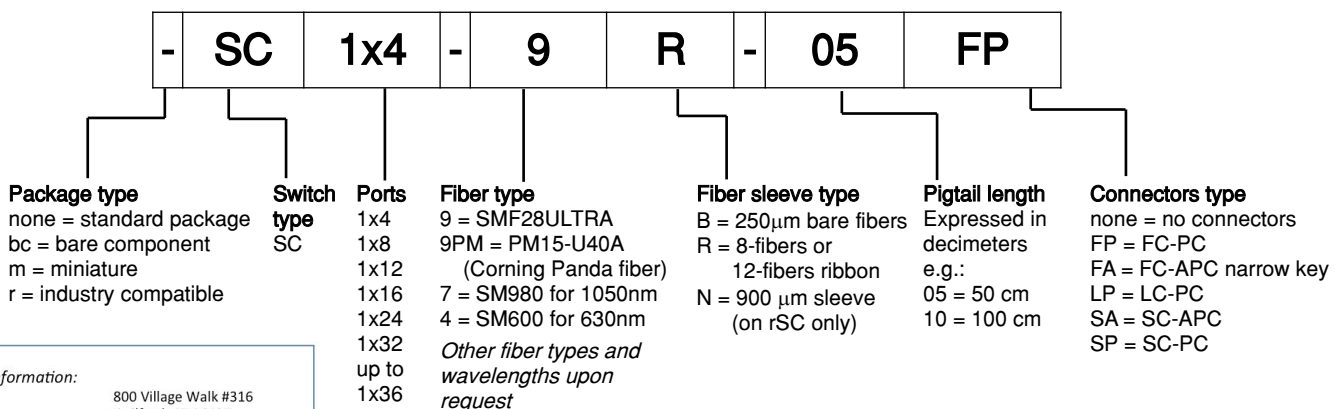 - SC 1x4 - 9 R - 05 FP
Package type
none = standard package
bc = bare component
m = miniature
r = industry compatible
Switch
type
SC
Ports
1x4
1x8
1x12
1x16
1x24
1x32
up to
1x36
Fiber type
9 = SMF28ULTRA
9PM = PM15-U40A
(Corning Panda fiber)
7 = SM980 for 1050nm
4 = SM600 for 630nm
Other fiber types and
wavelengths upon
request
Fiber sleeve type
B = 250μm bare fibers
R = 8-fibers or
12-fibers ribbon
N = 900 μm sleeve
(on rSC only)
Pigtail length
Expressed in
decimeters
e.g.:
05 = 50 cm
10 = 100 cm
Connectors type
none = no connectors
FP = FC-PC
FA = FC-APC narrow key
LP = LC-PC
SA = SC-APC
SP = SC-PC
formation:
800 Village Walk #316